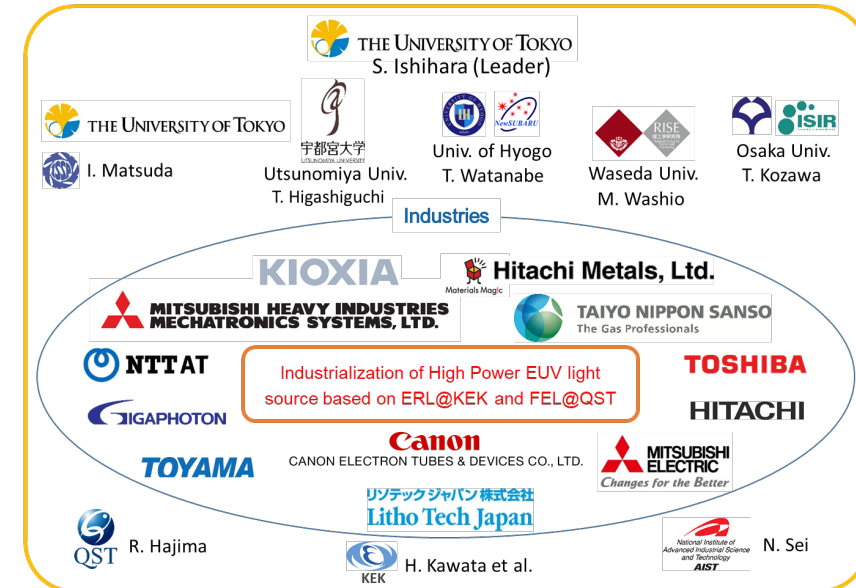 THE UNIVERSITY OF TOKYO
S. Ishihara (Leader)
THE UNIVERSITY OF TOKYO
I. Matsuda
宇都宮大学
UTSUNOMIYA UNIVERSITY
Utsunomiya Univ.
T. Higashiguchi
NewSUBARU
Univ. of Hyogo
T. Watanabe
RISE
Waseda Univ.
M. Washio
ISIR
Osaka Univ.
T. Kozawa
Industries
KIOXIA
Materials Magic
Hitachi Metals, Ltd.
MITSUBISHI HEAVY INDUSTRIES
MECHATRONICS SYSTEMS, LTD.
TAIYO NIPPON SANSO
The Gas Professionals
NTT AT
Industrialization of High Power EUV light
source based on ERL@KEK and FEL@QST
TOSHIBA
GIGAPHOTON
HITACHI
TOYAMA
Canon
CANON ELECTRON TUBES & DEVICES CO., LTD.
MITSUBISHI
ELECTRIC
Changes for the Better
リソテック ジャパン 株式会社
Litho Tech Japan
QST
R. Hajima
KEK
H. Kawata et al.
National Institute of
Advanced Industrial Science
and Technology
AIST
N. Sei